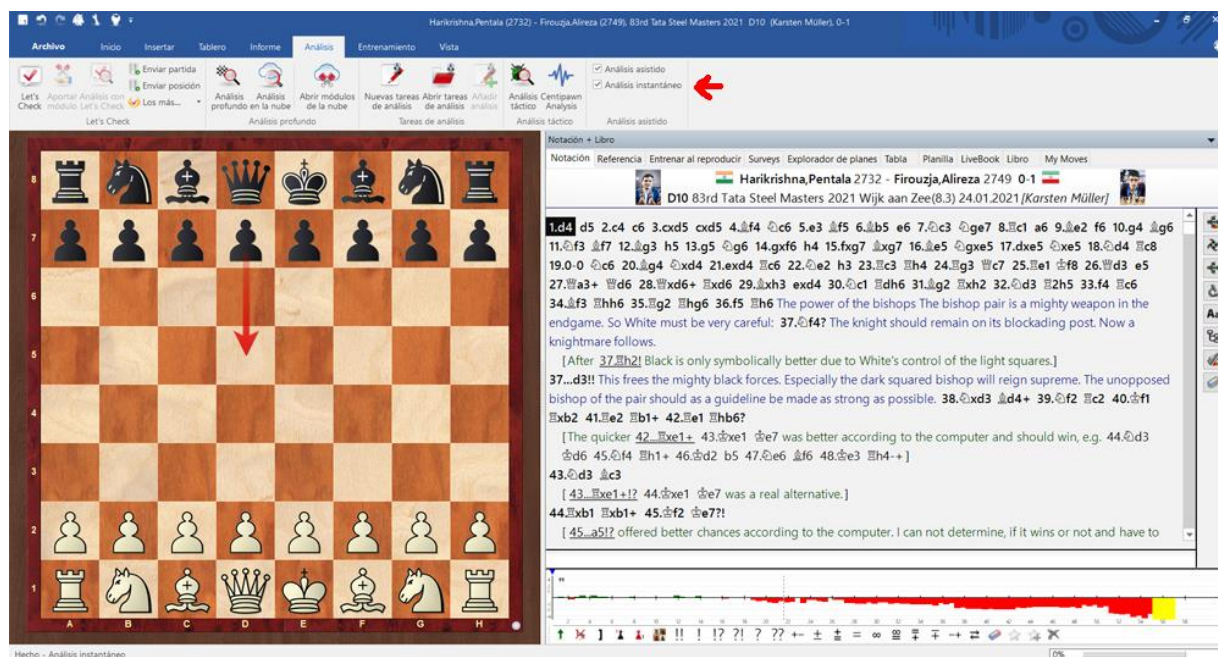 Harikrishna,Pentala (2732) - Firouzja,Alireza (2749), 83rd Tata Steel Masters 2021  D10  (Karsten Müller), 0-1
Archivo Inicio Insertar Tablero Informe Análisis Entrenamiento Vista
Let's Check
Aportar módulo
Análisis con Let's Check
Enviar partida
Enviar posición
Los más...
Let's Check
Análisis profundo
Análisis en la nube
Abrir módulos de la nube
Análisis profundo
Nuevas tareas de análisis
Abrir tareas de análisis
Añadir análisis
Tareas de análisis
Análisis táctico
Centipawn Analysis
Análisis táctico
Análisis asistido
Análisis instantáneo
Análisis asistido
8
7
6
5
4
3
2
1
A B C D E F G H
Notación + Libro
Notación Referencia Entrenar al reproducir Surveys Explorador de planes Tabla Planilla LiveBook Libro My Moves
Harikrishna,Pentala 2732 - Firouzja,Alireza 2749 0-1
D10 83rd Tata Steel Masters 2021 Wijk aan Zee(8.3) 24.01.2021 [Karsten Müller]
1.d4 d5 2.c4 c6 3.cxd5 cxd5 4.♗f4 ♘c6 5.e3 ♗f5 6.♗b5 e6 7.♘c3 ♘ge7 8.♖c1 a6 9.♗e2 f6 10.g4 ♗g6
11.♘f3 ♗f7 12.♗g3 h5 13.g5 ♘g6 14.gxf6 h4 15.fxg7 ♗xg7 16.♗e5 ♘gxe5 17.dxe5 ♘xe5 18.♘d4 ♖c8
19.0-0 ♘c6 20.♗g4 ♘xd4 21.exd4 ♖c6 22.♘e2 h3 23.♖c3 ♖h4 24.♖g3 ♕c7 25.♖e1 ♔f8 26.♕d3 e5
27.♕a3+ ♕d6 28.♕xd6+ ♖xd6 29.♗xh3 exd4 30.♘c1 ♖dh6 31.♗g2 ♖xh2 32.♘d3 ♖2h5 33.f4 ♖c6
34.♗f3 ♖hh6 35.♖g2 ♖hg6 36.f5 ♖h6 The power of the bishops The bishop pair is a mighty weapon in the
endgame. So White must be very careful: 37.♘f4? The knight should remain on its blockading post. Now a
knightmare follows.
[After 37.♖h2! Black is only symbolically better due to White's control of the light squares.]
37...d3!! This frees the mighty black forces. Especially the dark squared bishop will reign supreme. The unopposed
bishop of the pair should as a guideline be made as strong as possible. 38.♘xd3 ♗d4+ 39.♘f2 ♖c2 40.♔f1
♖xb2 41.♖e2 ♖b1+ 42.♖e1 ♖hb6?
[The quicker 42...♖xe1+ 43.♔xe1 ♔e7 was better according to the computer and should win, e.g. 44.♘d3
♔d6 45.♘f4 ♖h1+ 46.♔d2 b5 47.♘e6 ♗f6 48.♔e3 ♖h4-+]
43.♘d3 ♗c3
[43...♖xe1+!? 44.♔xe1 ♔e7 was a real alternative.]
44.♖xb1 ♖xb1+ 45.♔f2 ♔e7?!
[45...a5!? offered better chances according to the computer. I can not determine, if it wins or not and have to
!! ! !? ?! ? ?? +- ± ⩲ = ∞ ⩱ ∓ -+
Hecho - Análisis instantáneo
0%